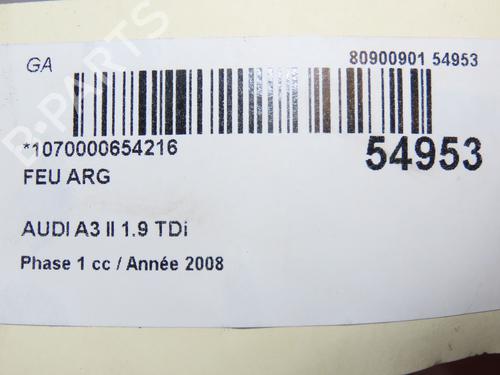 GA
80900901 54953
*1070000654216
54953
FEU ARG
AUDI A3 II 1.9 TDi
Phase 1 cc / Année 2008
B-PARTS